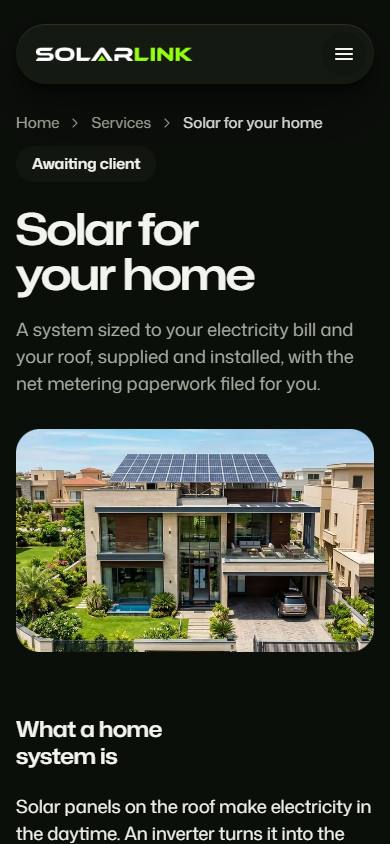 SOLARLINK
Home > Services > Solar for your home
Awaiting client
Solar for
your home
A system sized to your electricity bill and
your roof, supplied and installed, with the
net metering paperwork filed for you.
What a home
system is
Solar panels on the roof make electricity in
the daytime. An inverter turns it into the